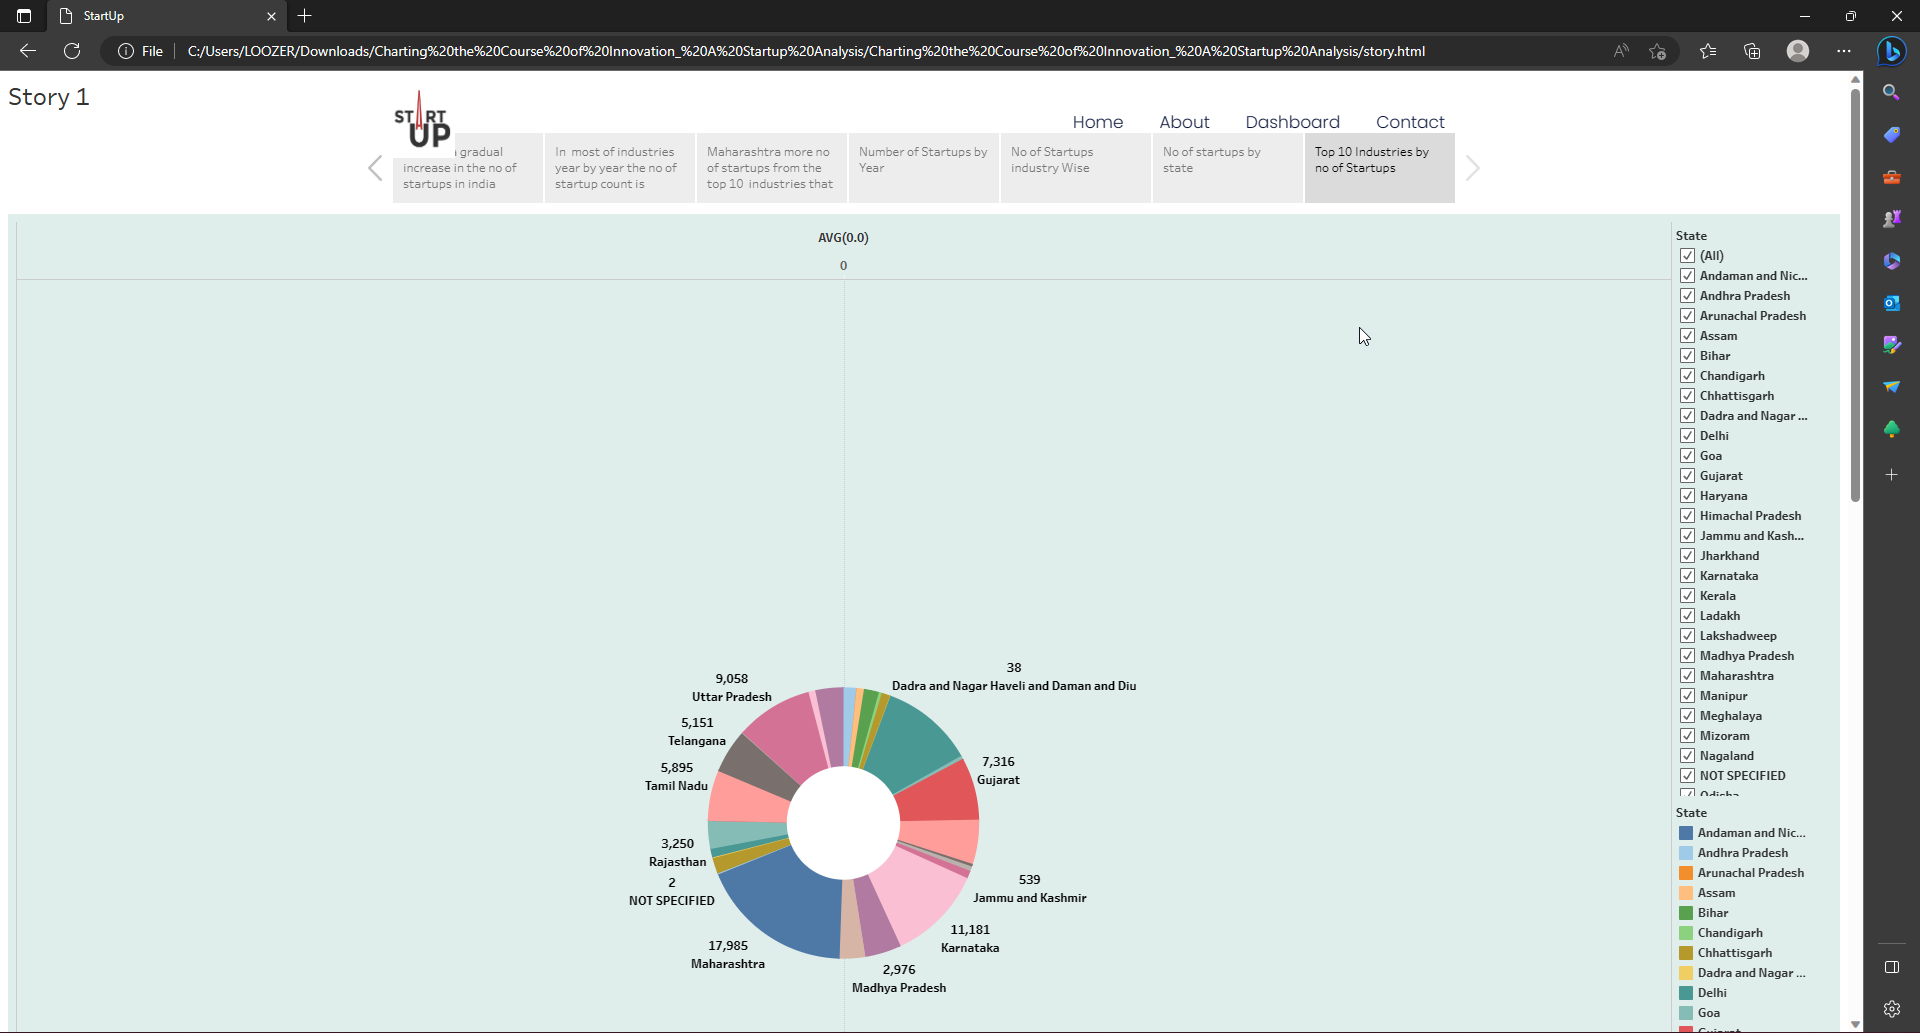 StartUp
File
C:/Users/LOOZER/Downloads/Charting%20the%20Course%20of%20Innovation_%20A%20Startup%20Analysis/Charting%20the%20Course%20of%20Innovation_%20A%20Startup%20Analysis/story.html
Story 1
START
UP
Home
About
Dashboard
Contact
gradual
increase in the no of
startups in india
In most of industries
year by year the no of
startup count is
Maharashtra more no
of startups from the
top 10 industries that
Number of Startups by
Year
No of Startups
industry Wise
No of startups by
state
Top 10 Industries by
no of Startups
AVG(0.0)
0
38
Dadra and Nagar Haveli and Daman and Diu
9,058
Uttar Pradesh
5,151
Telangana
7,316
Gujarat
5,895
Tamil Nadu
3,250
Rajasthan
2
NOT SPECIFIED
539
Jammu and Kashmir
11,181
Karnataka
17,985
Maharashtra
2,976
Madhya Pradesh
State
(All)
Andaman and Nic...
Andhra Pradesh
Arunachal Pradesh
Assam
Bihar
Chandigarh
Chhattisgarh
Dadra and Nagar ...
Delhi
Goa
Gujarat
Haryana
Himachal Pradesh
Jammu and Kash...
Jharkhand
Karnataka
Kerala
Ladakh
Lakshadweep
Madhya Pradesh
Maharashtra
Manipur
Meghalaya
Mizoram
Nagaland
NOT SPECIFIED
Odisha
State
Andaman and Nic...
Andhra Pradesh
Arunachal Pradesh
Assam
Bihar
Chandigarh
Chhattisgarh
Dadra and Nagar ...
Delhi
Goa
Gujarat